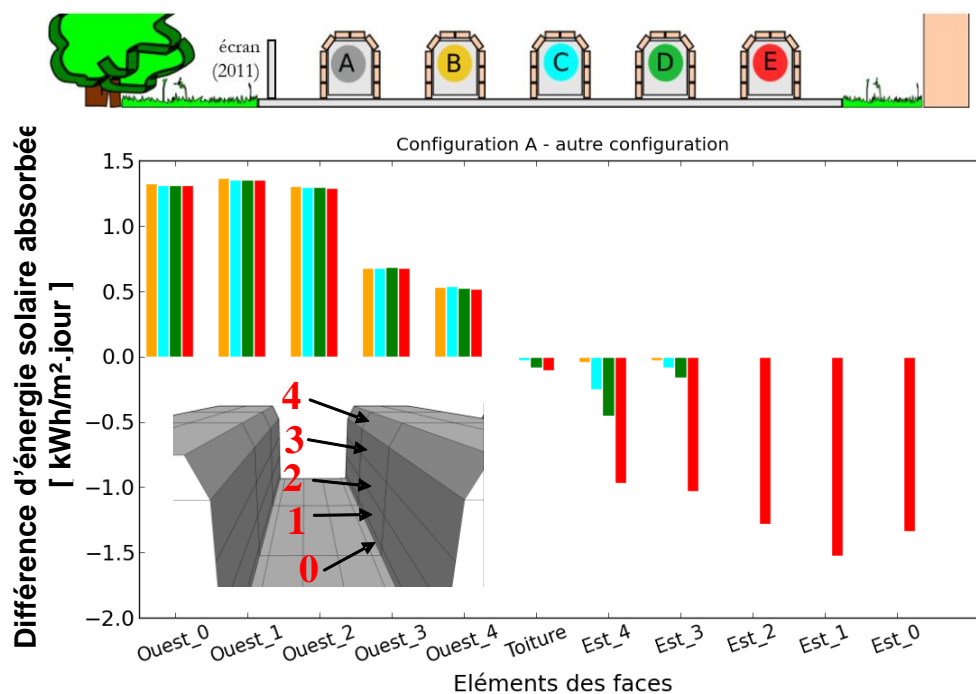 écran
(2011)
A B C D E
Configuration A - autre configuration
Différence d'énergie solaire absorbée
[ kWh/m².jour ]
1.5
1.0
0.5
0.0
−0.5
−1.0
−1.5
−2.0
4
3
2
1
0
Ouest_0 Ouest_1 Ouest_2 Ouest_3 Ouest_4 Toiture Est_4 Est_3 Est_2 Est_1 Est_0
Eléments des faces